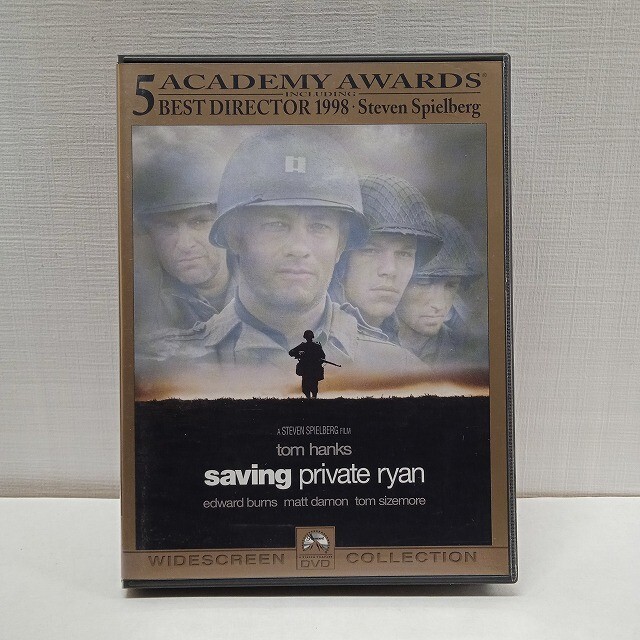 5 ACADEMY AWARDS®
INCLUDING
BEST DIRECTOR 1998 · Steven Spielberg
A STEVEN SPIELBERG FILM
tom hanks
saving private ryan
edward burns matt damon tom sizemore
WIDESCREEN DVD COLLECTION